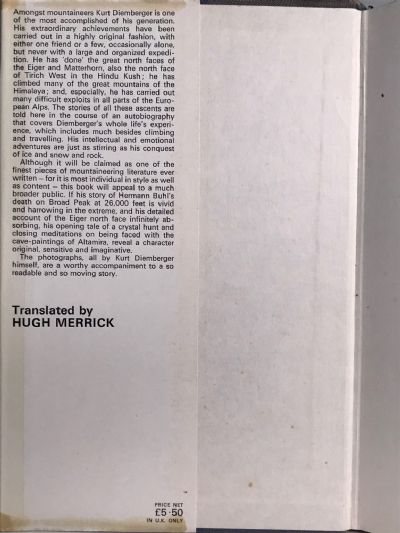 Amongst mountaineers Kurt Diemberger is one
of the most accomplished of his generation.
His extraordinary achievements have been
carried out in a highly original fashion, with
either one friend or a few, occasionally alone,
but never with a large and organized expedi-
tion. He has 'done' the great north faces of
the Eiger and Matterhorn, also the north face
of Tirich West in the Hindu Kush; he has
climbed many of the great mountains of the
Himalaya; and, especially, he has carried out
many difficult exploits in all parts of the Euro-
pean Alps. The stories of all these ascents are
told here in the course of an autobiography
that covers Diemberger's whole life's experi-
ence, which includes much besides climbing
and travelling. His intellectual and emotional
adventures are just as stirring as his conquest
of ice and snow and rock.
Although it will be claimed as one of the
finest pieces of mountaineering literature ever
written – for it is most individual in style as well
as content – this book will appeal to a much
broader public. If his story of Hermann Buhl's
death on Broad Peak at 26,000 feet is vivid
and harrowing in the extreme, and his detailed
account of the Eiger north face infinitely ab-
sorbing, his opening tale of a crystal hunt and
closing meditations on being faced with the
cave-paintings of Altamira, reveal a character
original, sensitive and imaginative.
The photographs, all by Kurt Diemberger
himself, are a worthy accompaniment to a so
readable and so moving story.
Translated by
HUGH MERRICK
PRICE NET
£5·50
IN U.K. ONLY